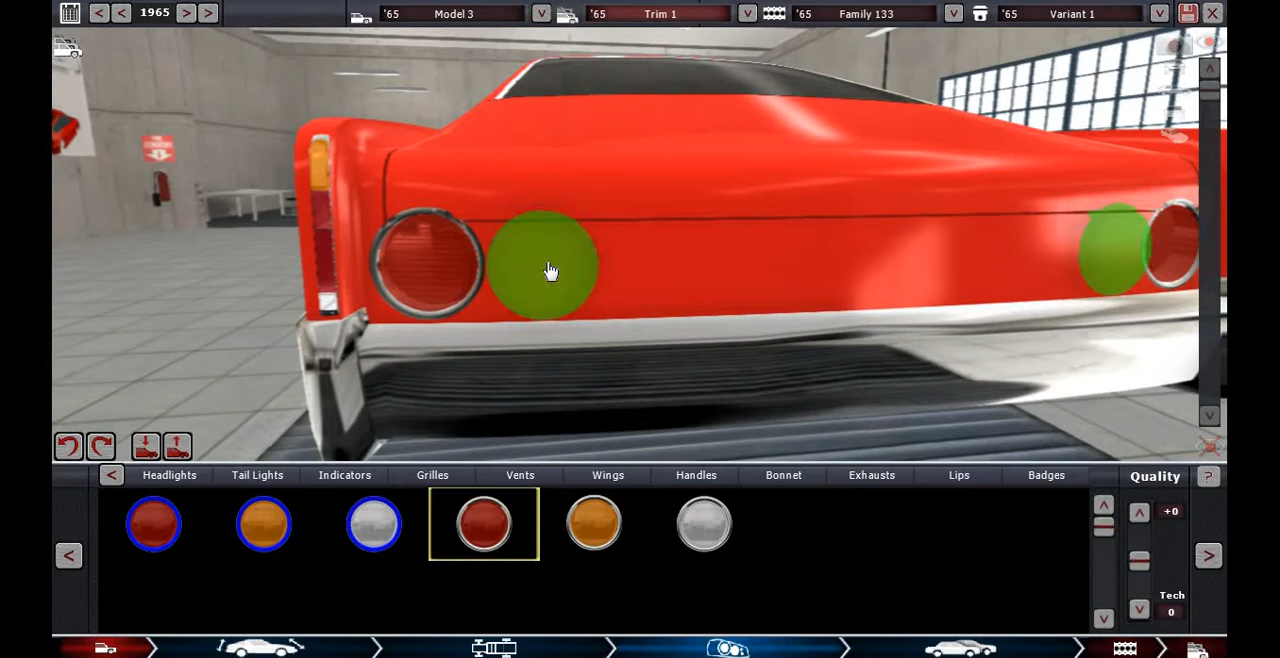 1965 '65 Model 3 '65 Trim 1 '65 Family 133 '65 Variant 1
Headlights Tail Lights Indicators Grilles Vents Wings Handles Bonnet Exhausts Lips Badges Quality ?
+0
Tech
0